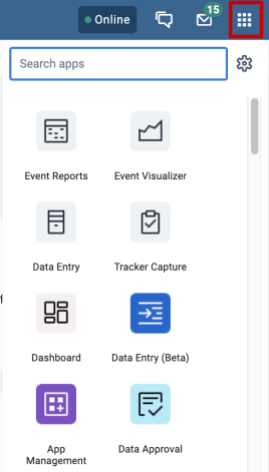 Online
15
Search apps
Event Reports
Event Visualizer
Data Entry
Tracker Capture
Dashboard
Data Entry (Beta)
App
Management
Data Approval